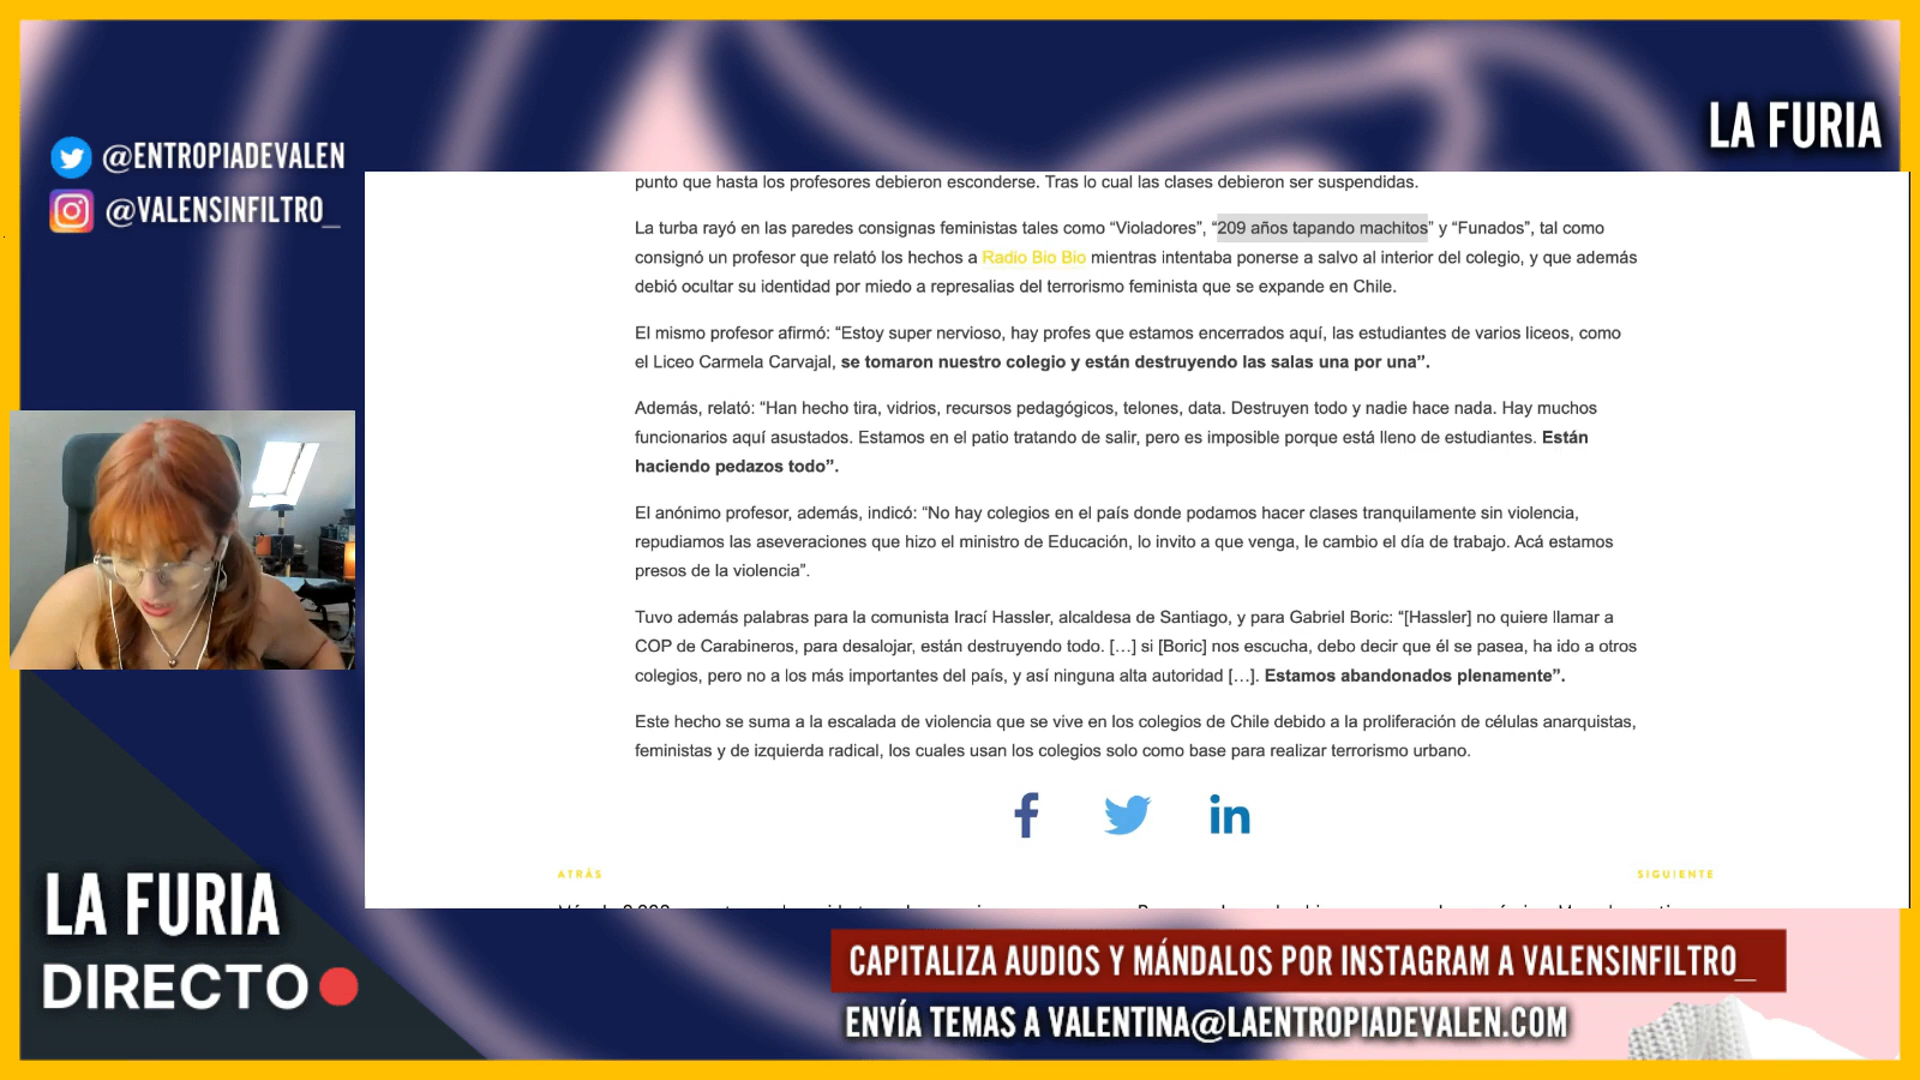 LA FURIA
@ENTROPIADEVALEN
@VALENSINFILTRO_
punto que hasta los profesores debieron esconderse. Tras lo cual las clases debieron ser suspendidas.
La turba rayó en las paredes consignas feministas tales como “Violadores”, “209 años tapando machitos” y “Funados”, tal como
consignó un profesor que relató los hechos a Radio Bio Bio mientras intentaba ponerse a salvo al interior del colegio, y que además
debió ocultar su identidad por miedo a represalias del terrorismo feminista que se expande en Chile.
El mismo profesor afirmó: “Estoy super nervioso, hay profes que estamos encerrados aquí, las estudiantes de varios liceos, como
el Liceo Carmela Carvajal, se tomaron nuestro colegio y están destruyendo las salas una por una”.
Además, relató: “Han hecho tira, vidrios, recursos pedagógicos, telones, data. Destruyen todo y nadie hace nada. Hay muchos
funcionarios aquí asustados. Estamos en el patio tratando de salir, pero es imposible porque está lleno de estudiantes. Están
haciendo pedazos todo”.
El anónimo profesor, además, indicó: “No hay colegios en el país donde podamos hacer clases tranquilamente sin violencia,
repudiamos las aseveraciones que hizo el ministro de Educación, lo invito a que venga, le cambio el día de trabajo. Acá estamos
presos de la violencia”.
Tuvo además palabras para la comunista Irací Hassler, alcaldesa de Santiago, y para Gabriel Boric: “[Hassler] no quiere llamar a
COP de Carabineros, para desalojar, están destruyendo todo. […] si [Boric] nos escucha, debo decir que él se pasea, ha ido a otros
colegios, pero no a los más importantes del país, y así ninguna alta autoridad […]. Estamos abandonados plenamente”.
Este hecho se suma a la escalada de violencia que se vive en los colegios de Chile debido a la proliferación de células anarquistas,
feministas y de izquierda radical, los cuales usan los colegios solo como base para realizar terrorismo urbano.
ATRÁS
SIGUIENTE
LA FURIA
DIRECTO
CAPITALIZA AUDIOS Y MÁNDALOS POR INSTAGRAM A VALENSINFILTRO_
ENVÍA TEMAS A VALENTINA@LAENTROPIADEVALEN.COM